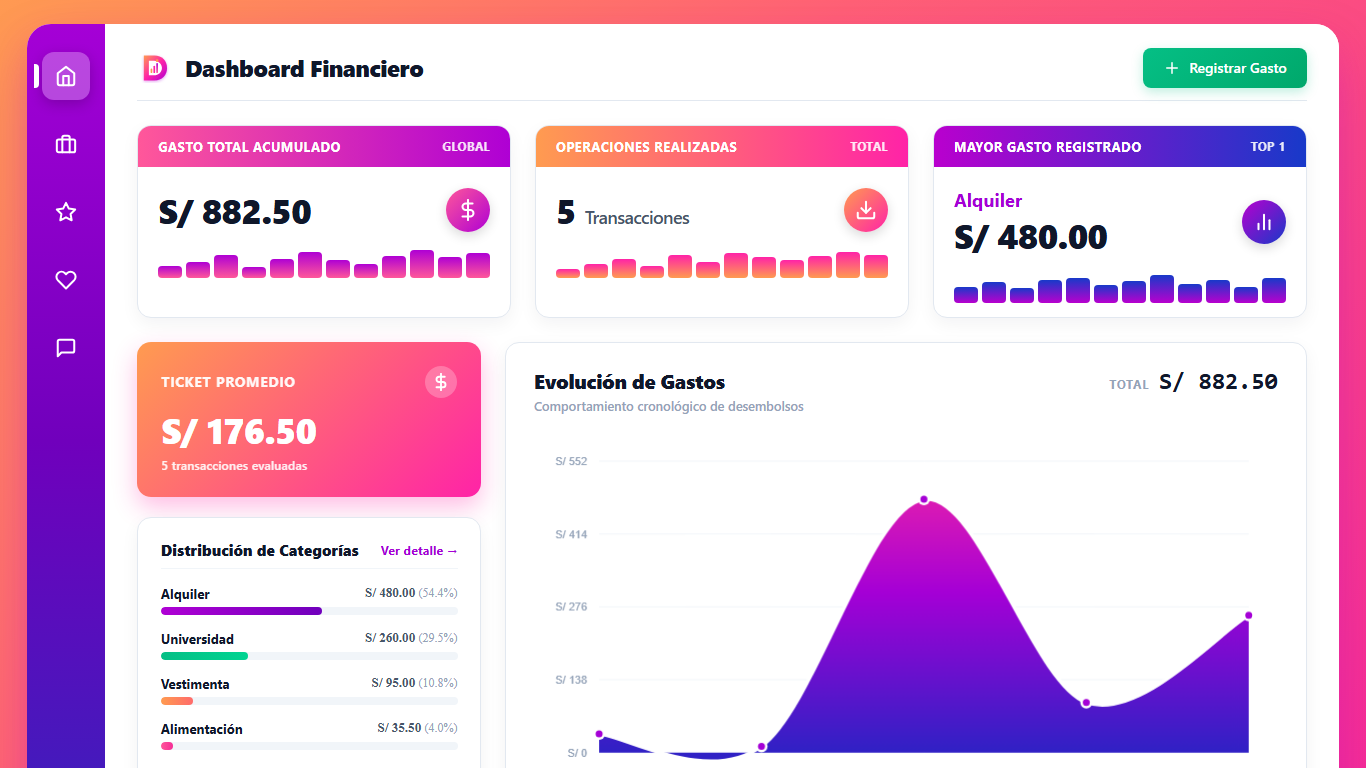 Dashboard Financiero
Registrar Gasto
GASTO TOTAL ACUMULADO GLOBAL
S/ 882.50
OPERACIONES REALIZADAS TOTAL
5 Transacciones
MAYOR GASTO REGISTRADO TOP 1
Alquiler
S/ 480.00
TICKET PROMEDIO
S/ 176.50
5 transacciones evaluadas
Distribución de Categorías Ver detalle →
Alquiler S/ 480.00 (54.4%)
Universidad S/ 260.00 (29.5%)
Vestimenta S/ 95.00 (10.8%)
Alimentación S/ 35.50 (4.0%)
Evolución de Gastos TOTAL S/ 882.50
Comportamiento cronológico de desembolsos
S/ 552
S/ 414
S/ 276
S/ 138
S/ 0